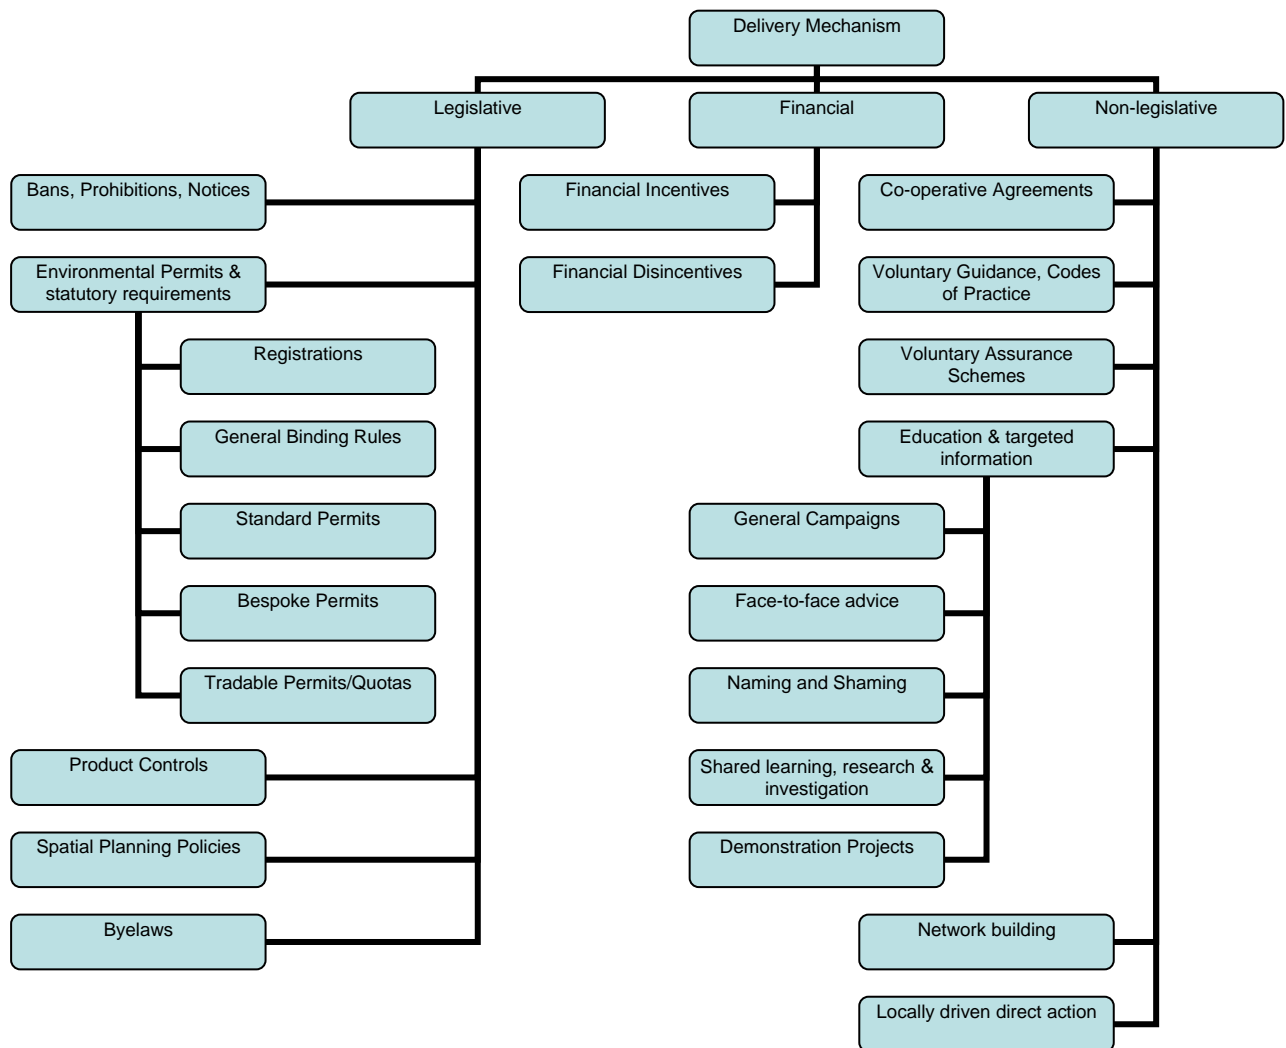 Delivery Mechanism
Legislative
Financial
Non-legislative
Bans, Prohibitions, Notices
Financial Incentives
Co-operative Agreements
Environmental Permits &
statutory requirements
Financial Disincentives
Voluntary Guidance, Codes
of Practice
Registrations
Voluntary Assurance
Schemes
General Binding Rules
Education & targeted
information
Standard Permits
General Campaigns
Bespoke Permits
Face-to-face advice
Tradable Permits/Quotas
Naming and Shaming
Product Controls
Shared learning, research &
investigation
Spatial Planning Policies
Demonstration Projects
Byelaws
Network building
Locally driven direct action